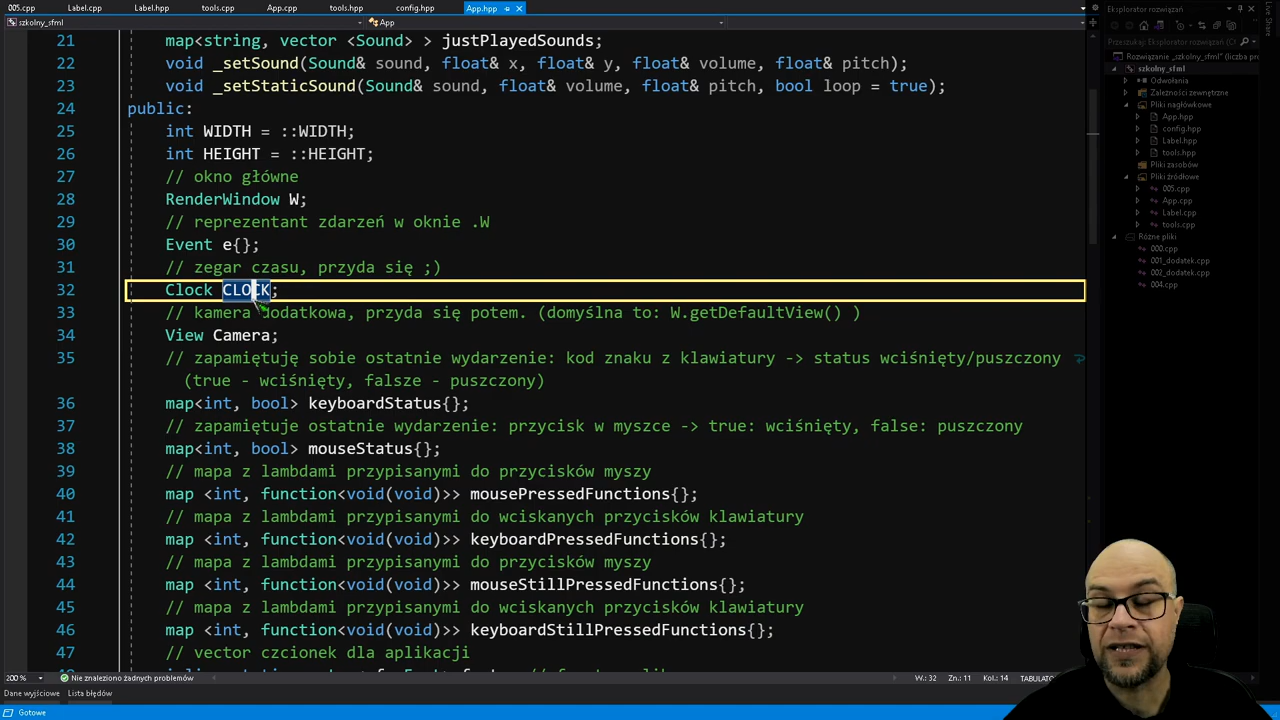 005.cpp Label.cpp Label.hpp tools.cpp App.cpp tools.hpp config.hpp App.hpp
szkolny_sfml App
21 map<string, vector <Sound> > justPlayedSounds;
22 void _setSound(Sound& sound, float& x, float& y, float& volume, float& pitch);
23 void _setStaticSound(Sound& sound, float& volume, float& pitch, bool loop = true);
24 public:
25 int WIDTH = ::WIDTH;
26 int HEIGHT = ::HEIGHT;
27 // okno główne
28 RenderWindow W;
29 // reprezentant zdarzeń w oknie .W
30 Event e{};
31 // zegar czasu, przyda się ;)
32 Clock CLOCK;
33 // kamera dodatkowa, przyda się potem. (domyślna to: W.getDefaultView() )
34 View Camera;
35 // zapamiętuję sobie ostatnie wydarzenie: kod znaku z klawiatury -> status wciśnięty/puszczony
(true - wciśnięty, falsze - puszczony)
36 map<int, bool> keyboardStatus{};
37 // zapamiętuje ostatnie wydarzenie: przycisk w myszce -> true: wciśnięty, false: puszczony
38 map<int, bool> mouseStatus{};
39 // mapa z lambdami przypisanymi do przycisków myszy
40 map <int, function<void(void)>> mousePressedFunctions{};
41 // mapa z lambdami przypisanymi do wciskanych przycisków klawiatury
42 map <int, function<void(void)>> keyboardPressedFunctions{};
43 // mapa z lambdami przypisanymi do przycisków myszy
44 map <int, function<void(void)>> mouseStillPressedFunctions{};
45 // mapa z lambdami przypisanymi do wciskanych przycisków klawiatury
46 map <int, function<void(void)>> keyboardStillPressedFunctions{};
47 // vector czcionek dla aplikacji
200 % Nie znaleziono żadnych problemów W.: 32 Zn.: 11 Kol.: 14 TABULATO
Dane wyjściowe Lista błędów
Gotowe
Eksplorator rozwiązań
Przeszukaj: Eksplorator rozwiązań (
Rozwiązanie „szkolny_sfml" (liczba pr
szkolny_sfml
Odwołania
Zależności zewnętrzne
Pliki nagłówkowe
App.hpp
config.hpp
Label.hpp
tools.hpp
Pliki zasobów
Pliki źródłowe
005.cpp
App.cpp
Label.cpp
tools.cpp
Różne pliki
000.cpp
001_dodatek.cpp
002_dodatek.cpp
004.cpp
Live Share